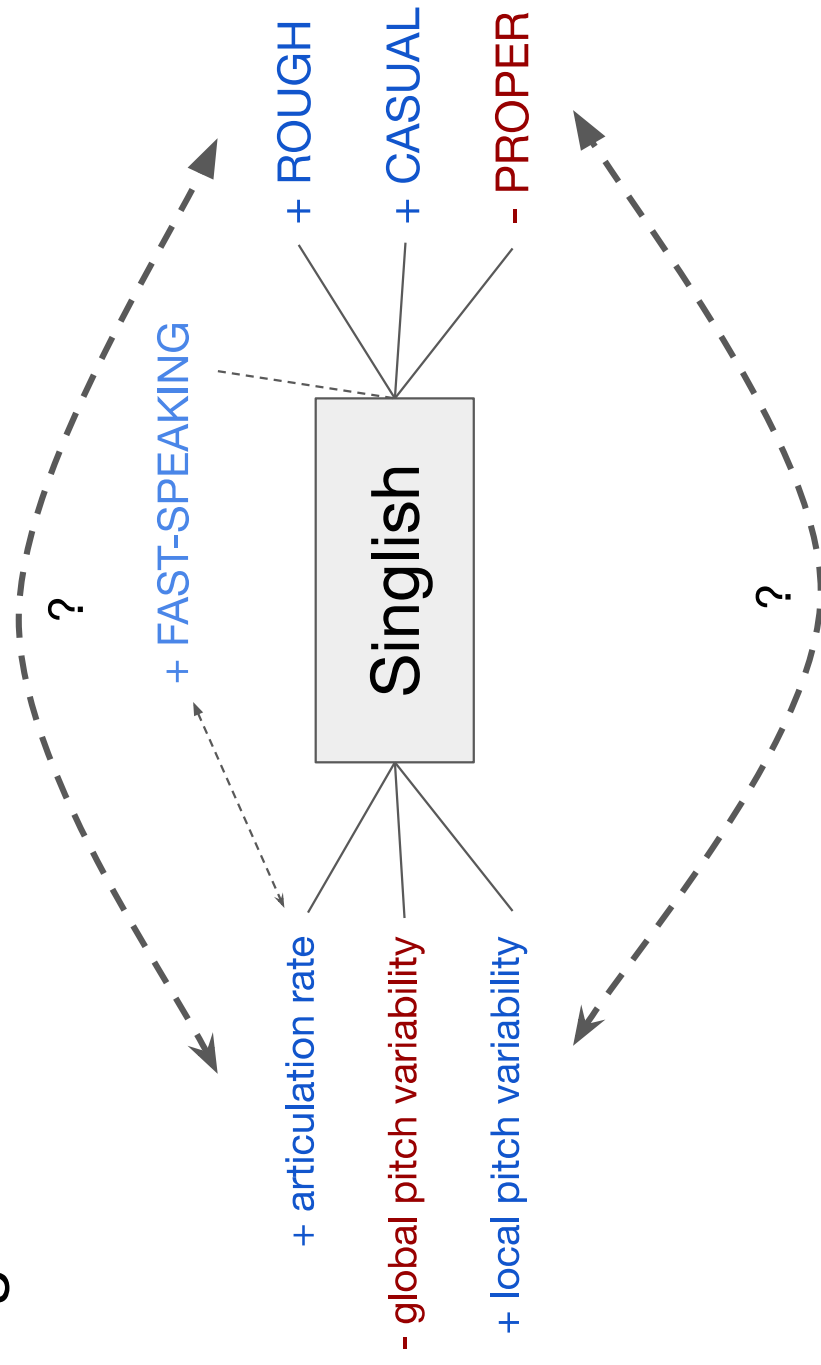 ?
+ FAST-SPEAKING
+ articulation rate
- global pitch variability
+ local pitch variability
Singlish
+ ROUGH
+ CASUAL
- PROPER
?